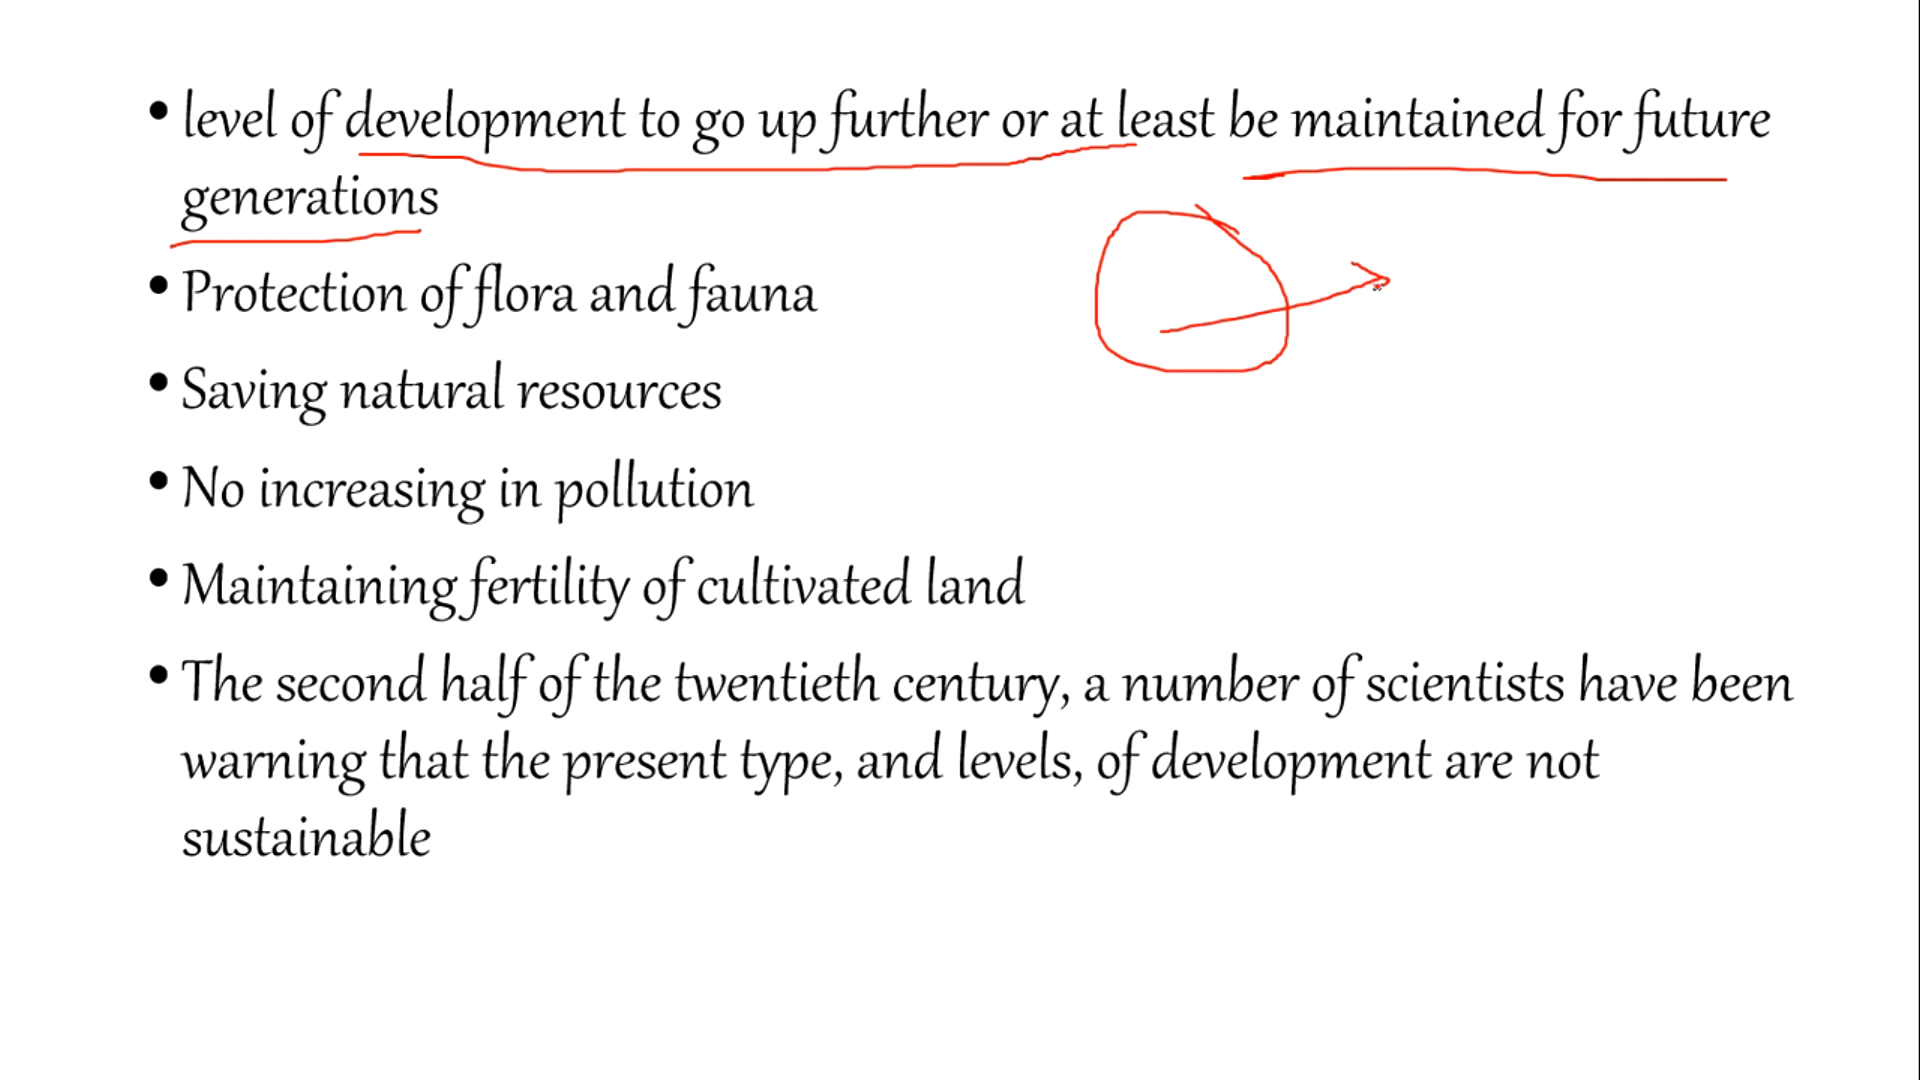 • level of development to go up further or at least be maintained for future
generations
• Protection of flora and fauna
• Saving natural resources
• No increasing in pollution
• Maintaining fertility of cultivated land
• The second half of the twentieth century, a number of scientists have been
warning that the present type, and levels, of development are not
sustainable